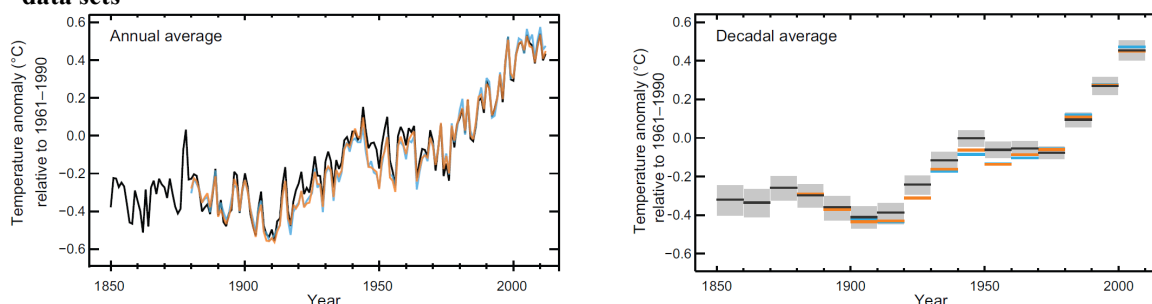 data sets
Annual average
Temperature anomaly (°C)
relative to 1961–1990
0.6
0.4
0.2
0.0
−0.2
−0.4
−0.6
1850
1900
1950
2000
Year
Decadal average
Temperature anomaly (°C)
relative to 1961–1990
0.6
0.4
0.2
0.0
−0.2
−0.4
−0.6
1850
1900
1950
2000
Year